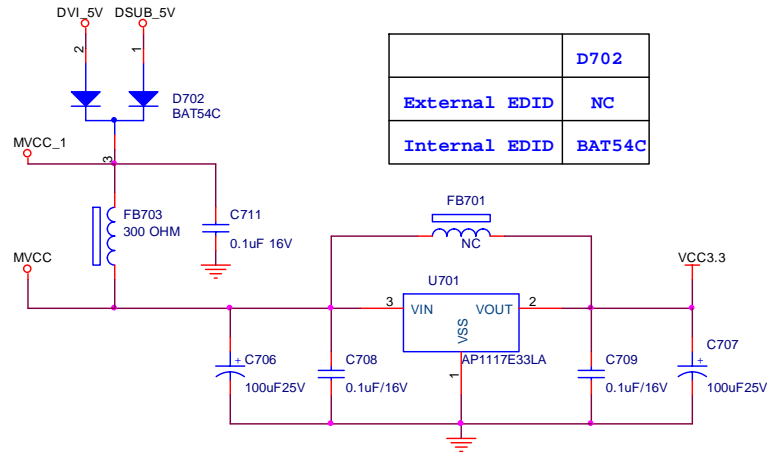 DVI_5V DSUB_5V
2 1
D702
BAT54C
3
MVCC_1
FB703
300 OHM
C711
0.1uF 16V
MVCC
D702
External EDID NC
Internal EDID BAT54C
FB701
NC
U701
3 VIN VOUT 2
VSS
AP1117E33LA
1
VCC3.3
C706
+
100uF25V
C708
0.1uF/16V
C709
0.1uF/16V
C707
+
100uF25V